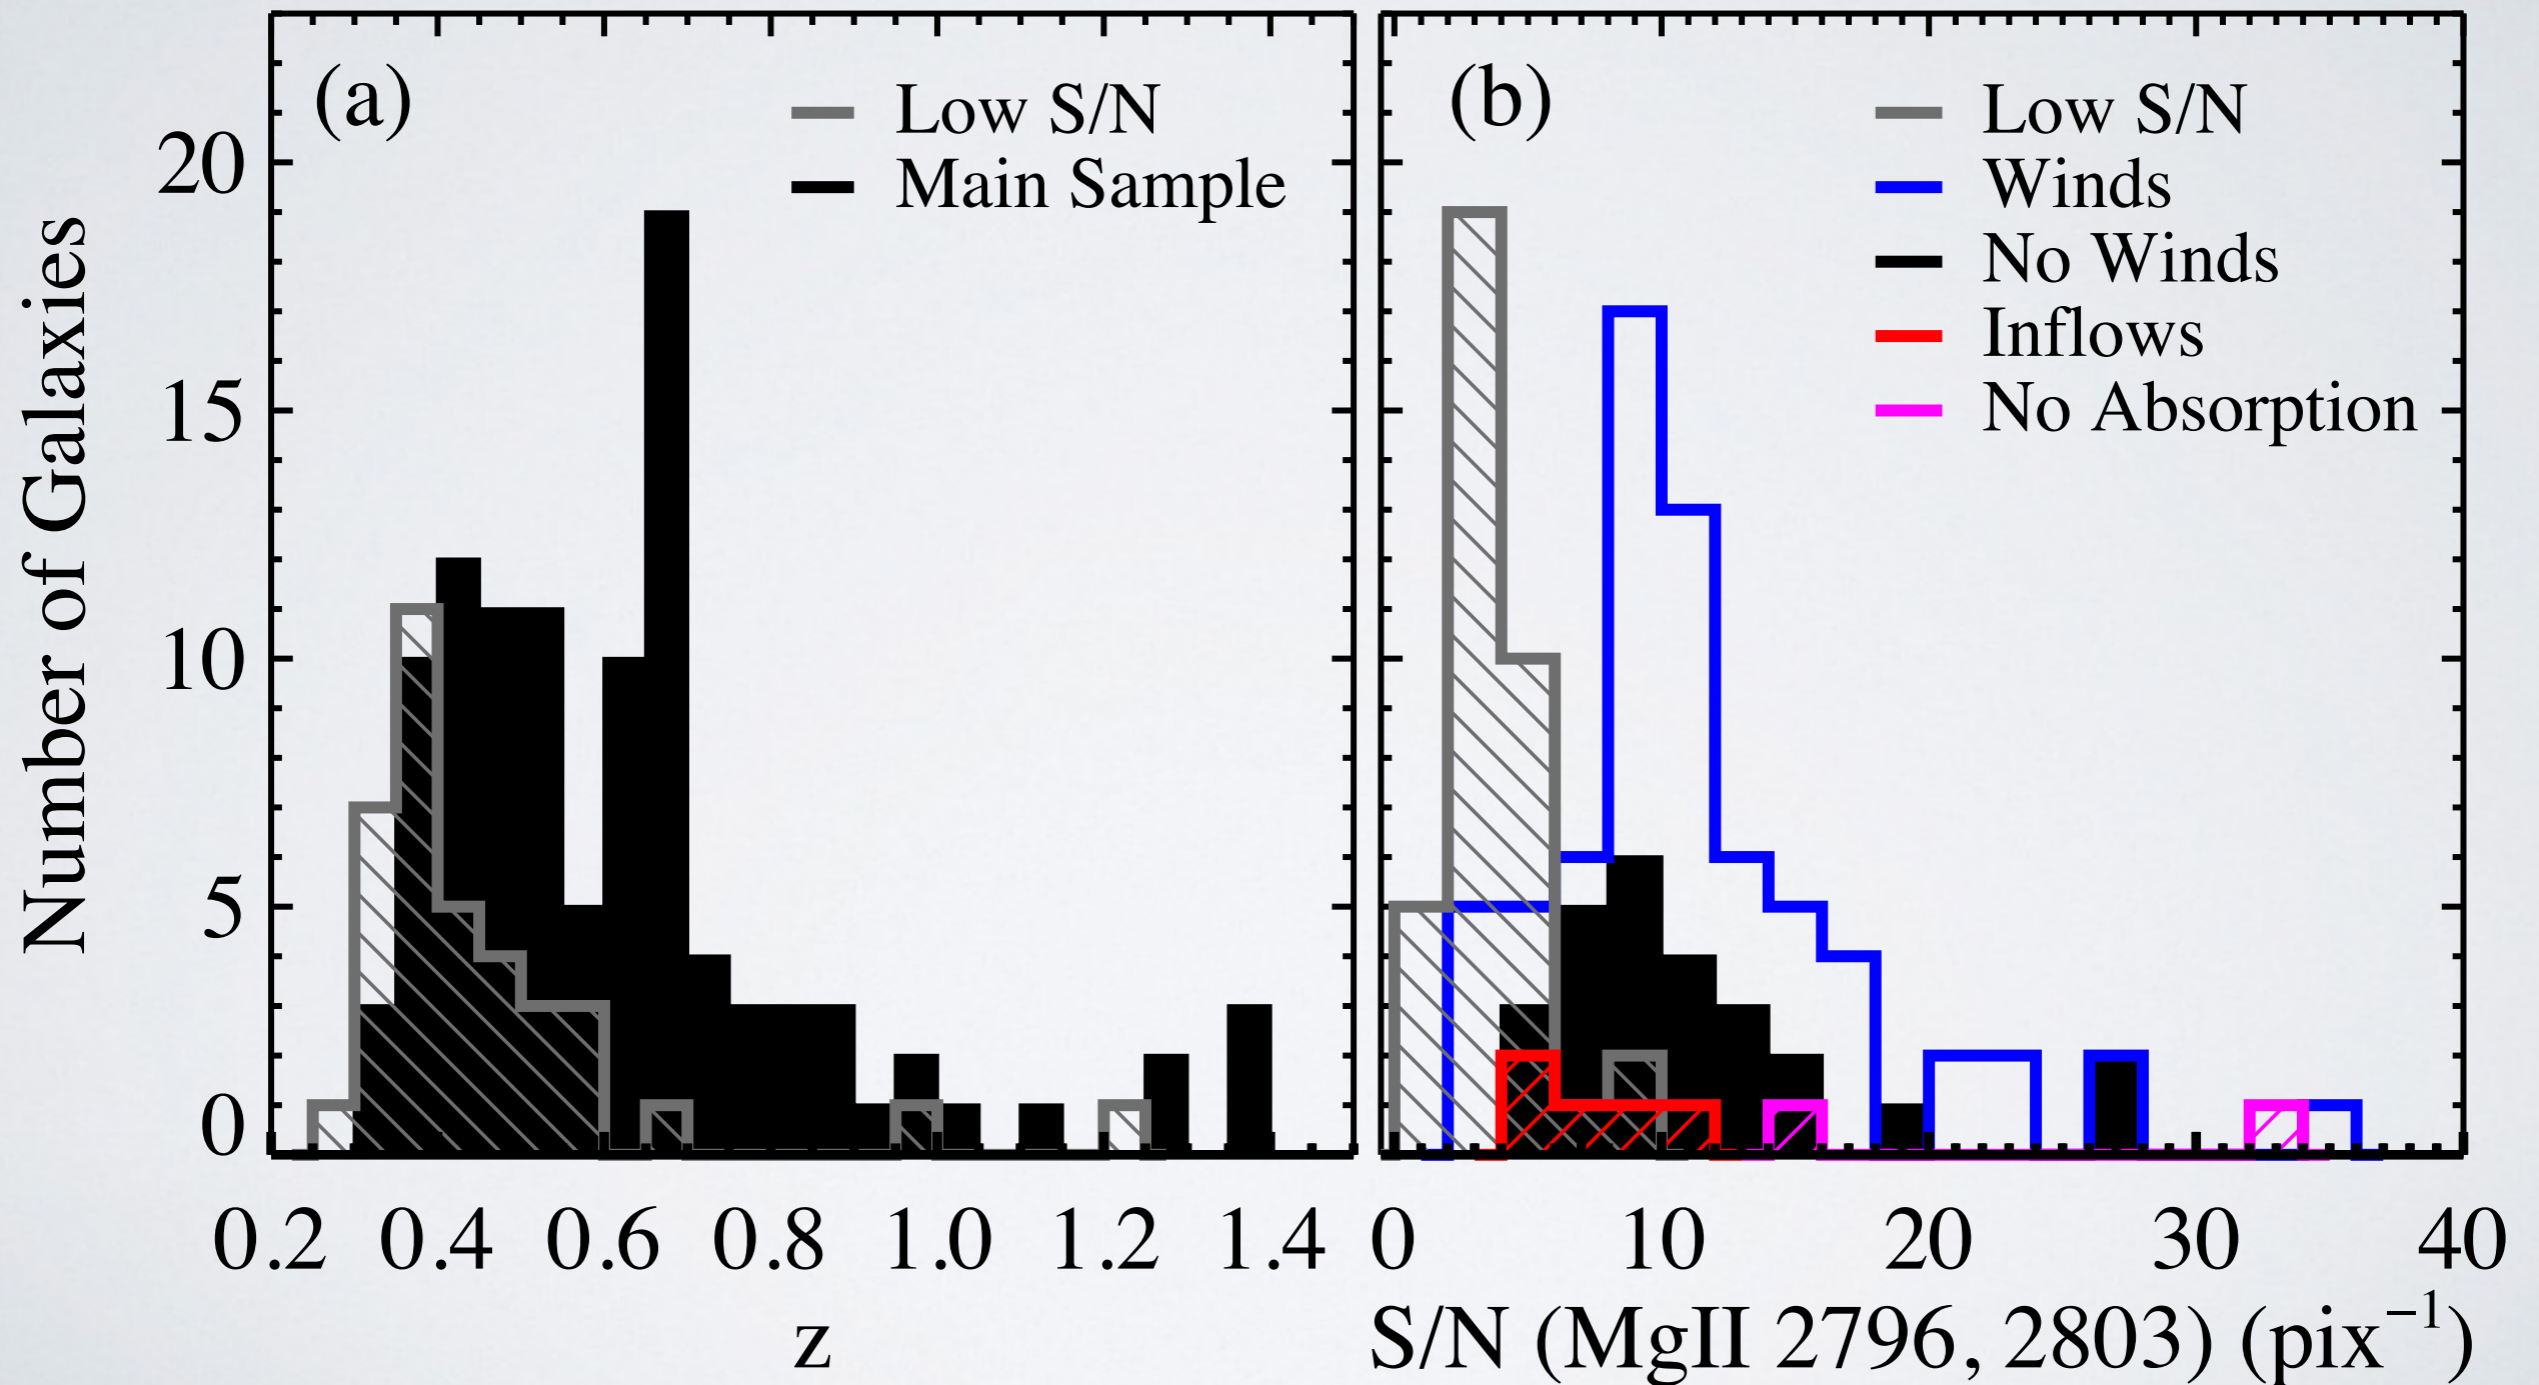 (a)
Low S/N
Main Sample
(b)
Low S/N
Winds
No Winds
Inflows
No Absorption
Number of Galaxies
20
15
10
5
0
0.2 0.4 0.6 0.8 1.0 1.2 1.4
z
0 10 20 30 40
S/N (MgII 2796, 2803) (pix⁻¹)